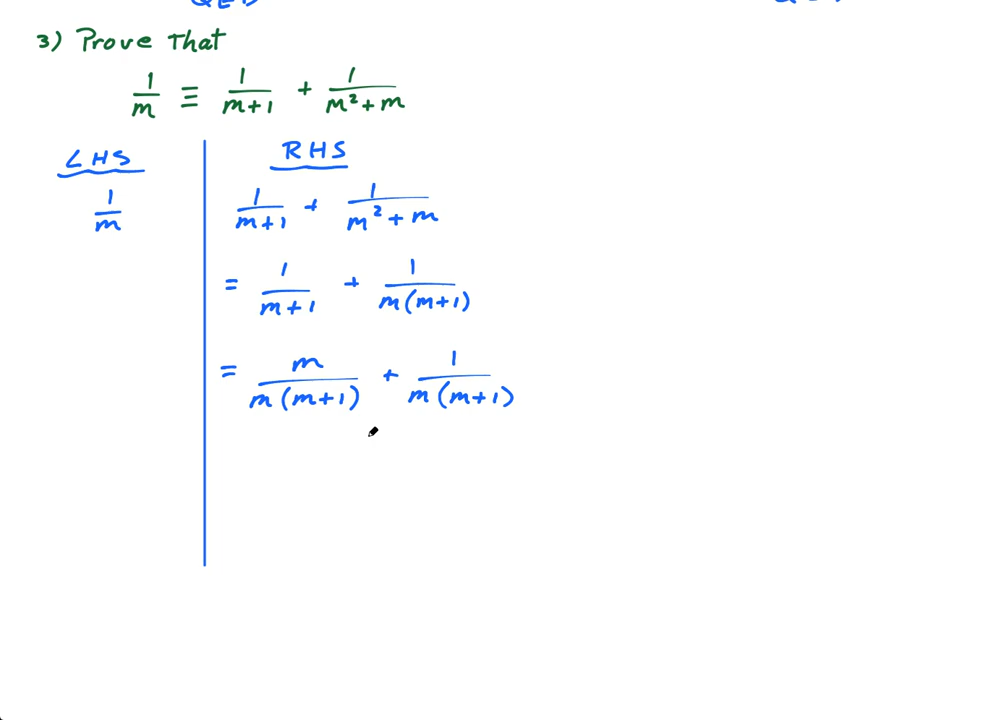 QED
3) Prove That
1/m ≡ 1/(m+1) + 1/(m²+m)
LHS
1/m
RHS
1/(m+1) + 1/(m²+m)
= 1/(m+1) + 1/(m(m+1))
= m/(m(m+1)) + 1/(m(m+1))